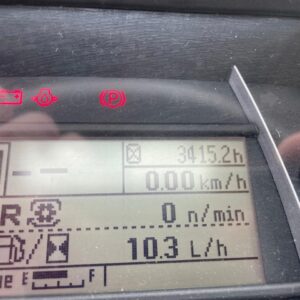 P
3415.2h
0.00 km/h
R 0 n/min
/ 10.3 L/h
E F